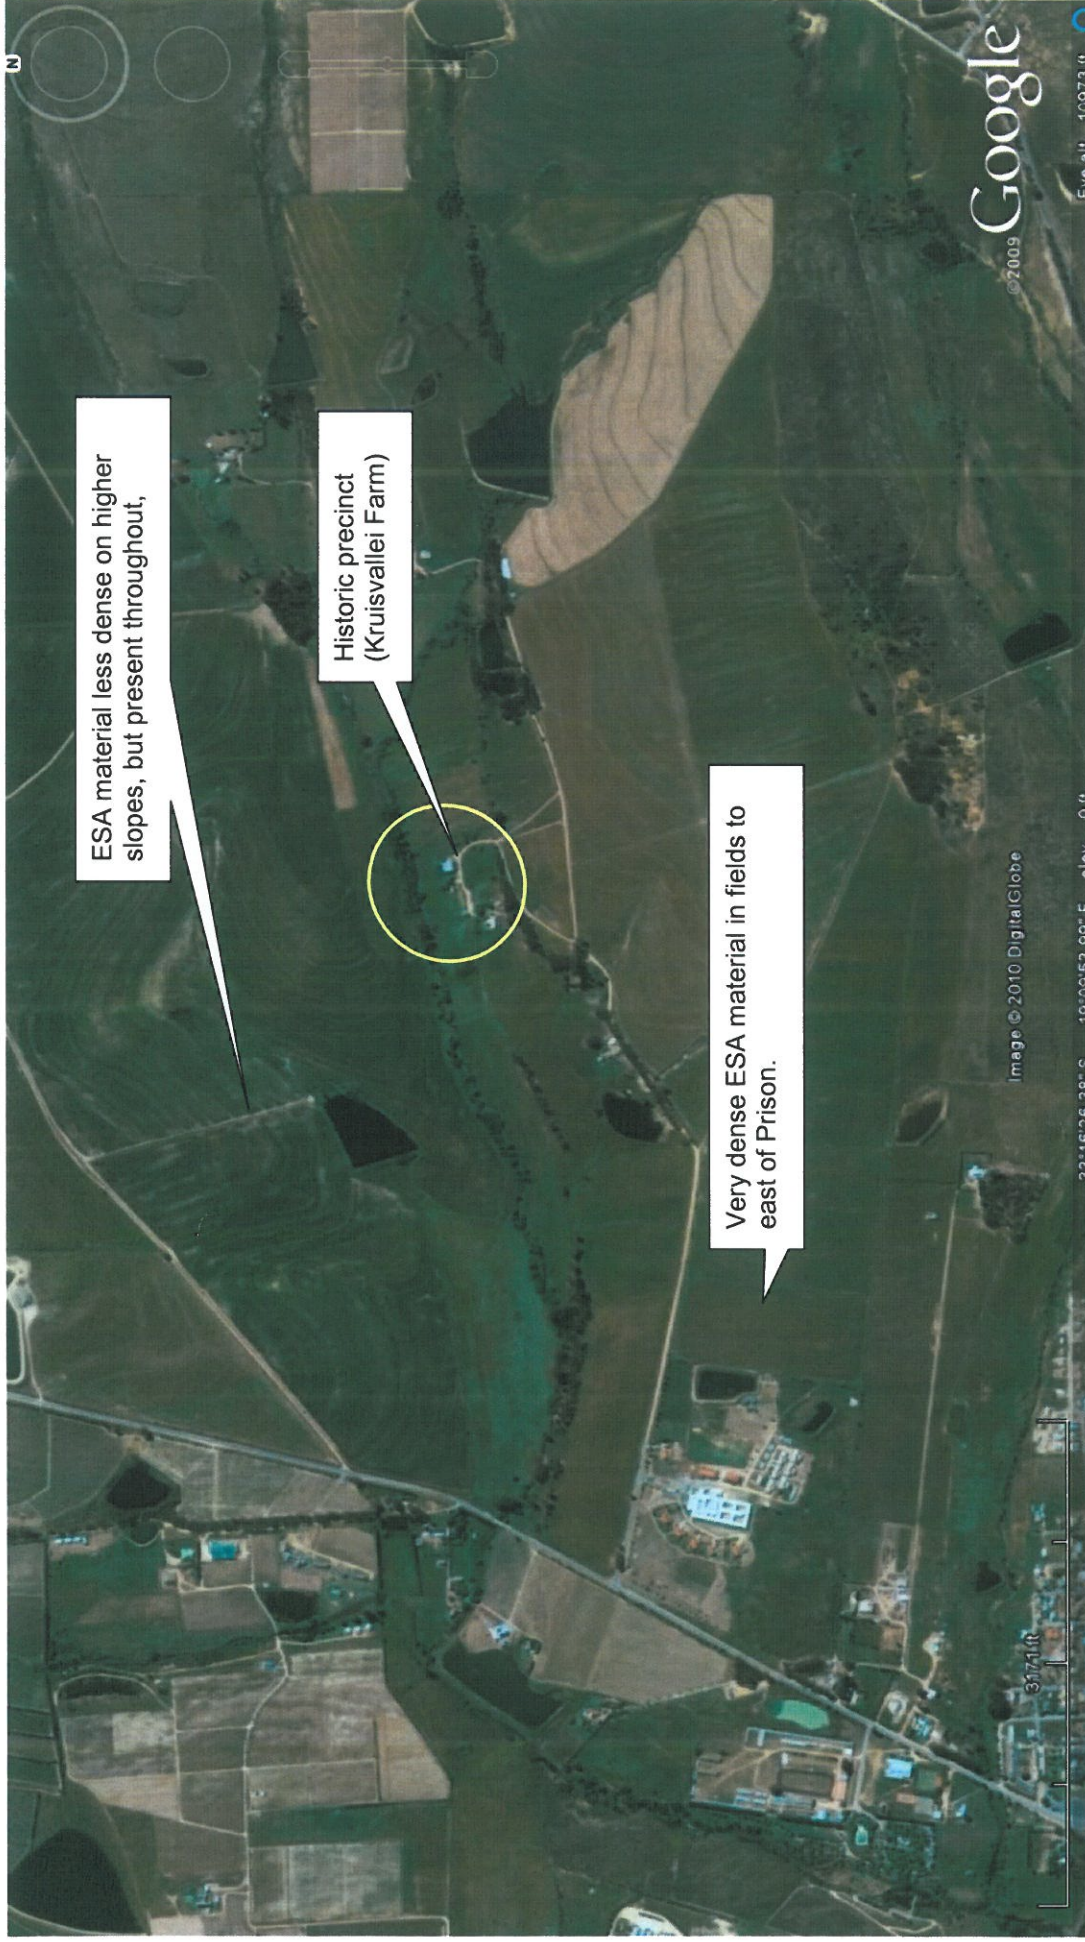 N
ESA material less dense on higher
slopes, but present throughout,
Historic precinct
(Kruisvallei Farm)
Very dense ESA material in fields to
east of Prison.
3171 ft
Image © 2010 DigitalGlobe
©2009 Google